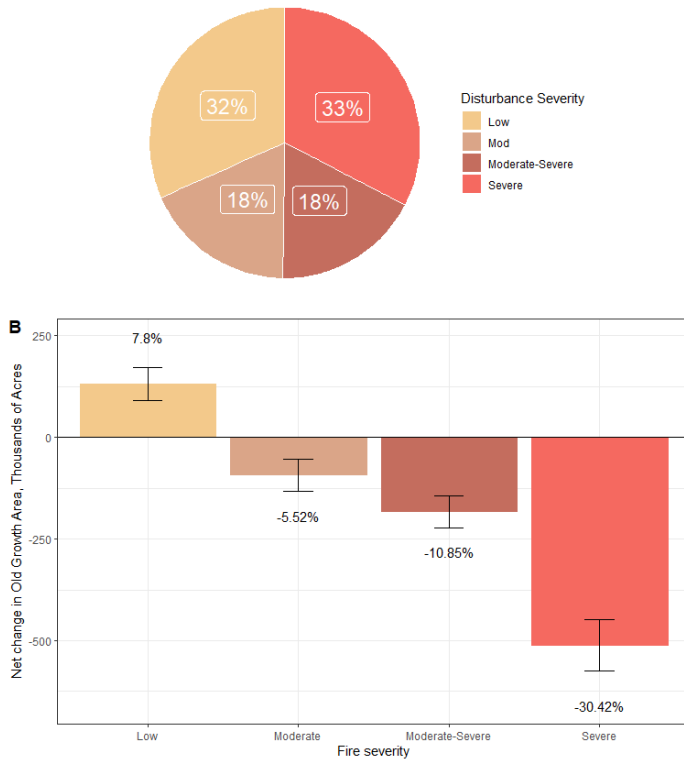 32%
33%
18%
18%
Disturbance Severity
Low
Mod
Moderate-Severe
Severe
B
Net change in Old Growth Area, Thousands of Acres
250
0
-250
-500
7.8%
-5.52%
-10.85%
-30.42%
Low
Moderate
Moderate-Severe
Severe
Fire severity